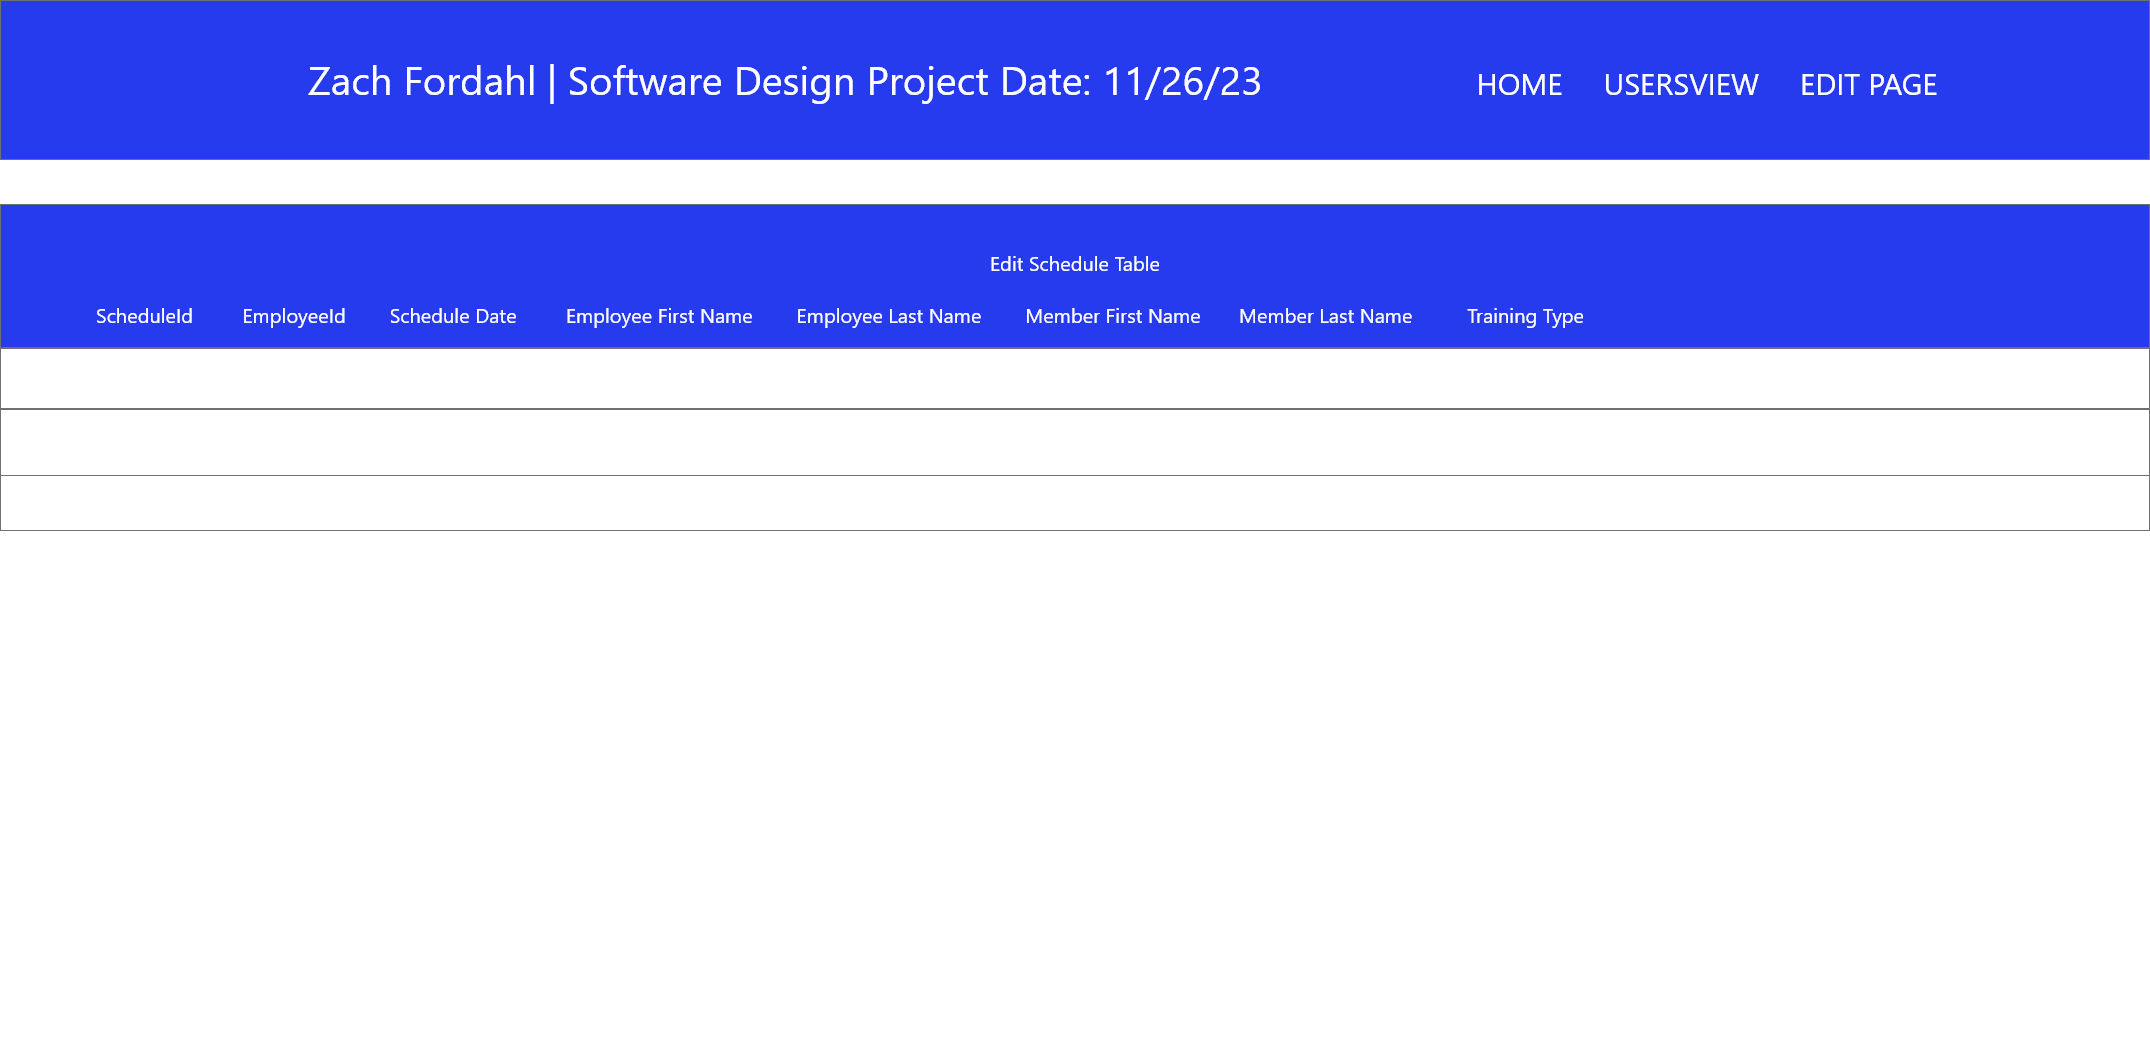 Zach Fordahl | Software Design Project Date: 11/26/23 HOME USERSVIEW EDIT PAGE
Edit Schedule Table
ScheduleId EmployeeId Schedule Date Employee First Name Employee Last Name Member First Name Member Last Name Training Type